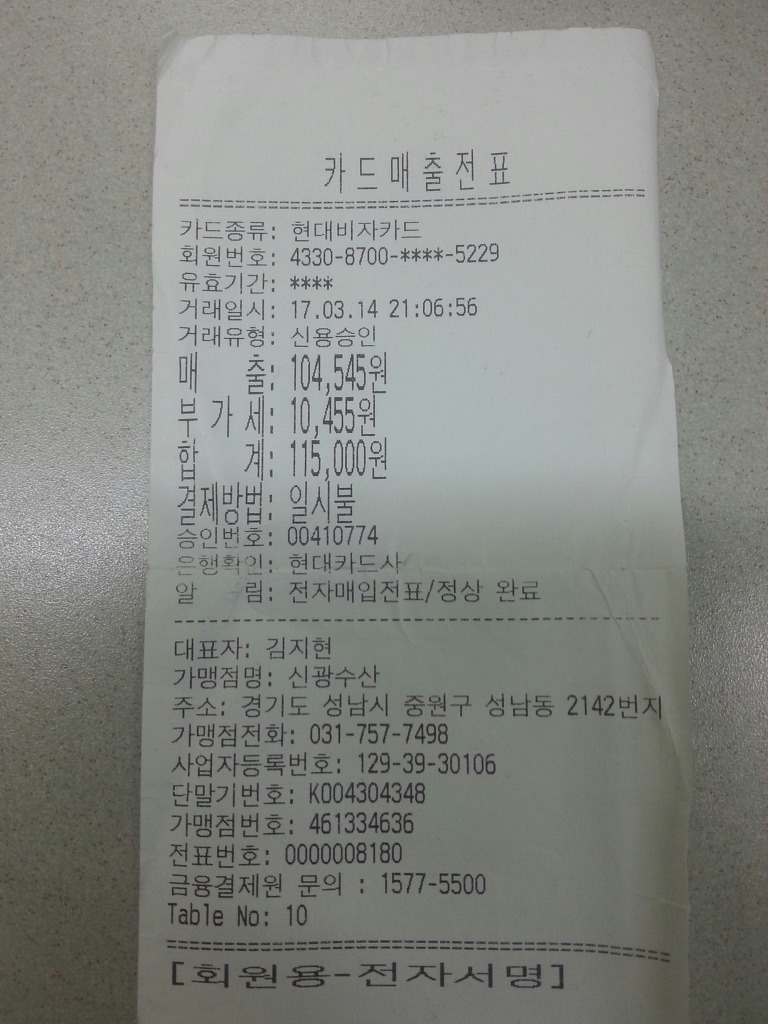 카드매출전표
카드종류: 현대비자카드
회원번호: 4330-8700-****-5229
유효기간: ****
거래일시: 17.03.14 21:06:56
거래유형: 신용승인
매 출: 104,545원
부 가 세: 10,455원
합 계: 115,000원
결제방법: 일시불
승인번호: 00410774
은행확인: 현대카드사
알 림: 전자매입전표/정상 완료
대표자: 김지현
가맹점명: 신광수산
주소: 경기도 성남시 중원구 성남동 2142번지
가맹점전화: 031-757-7498
사업자등록번호: 129-39-30106
단말기번호: K004304348
가맹점번호: 461334636
전표번호: 0000008180
금융결제원 문의 : 1577-5500
Table No: 10
[회원용-전자서명]